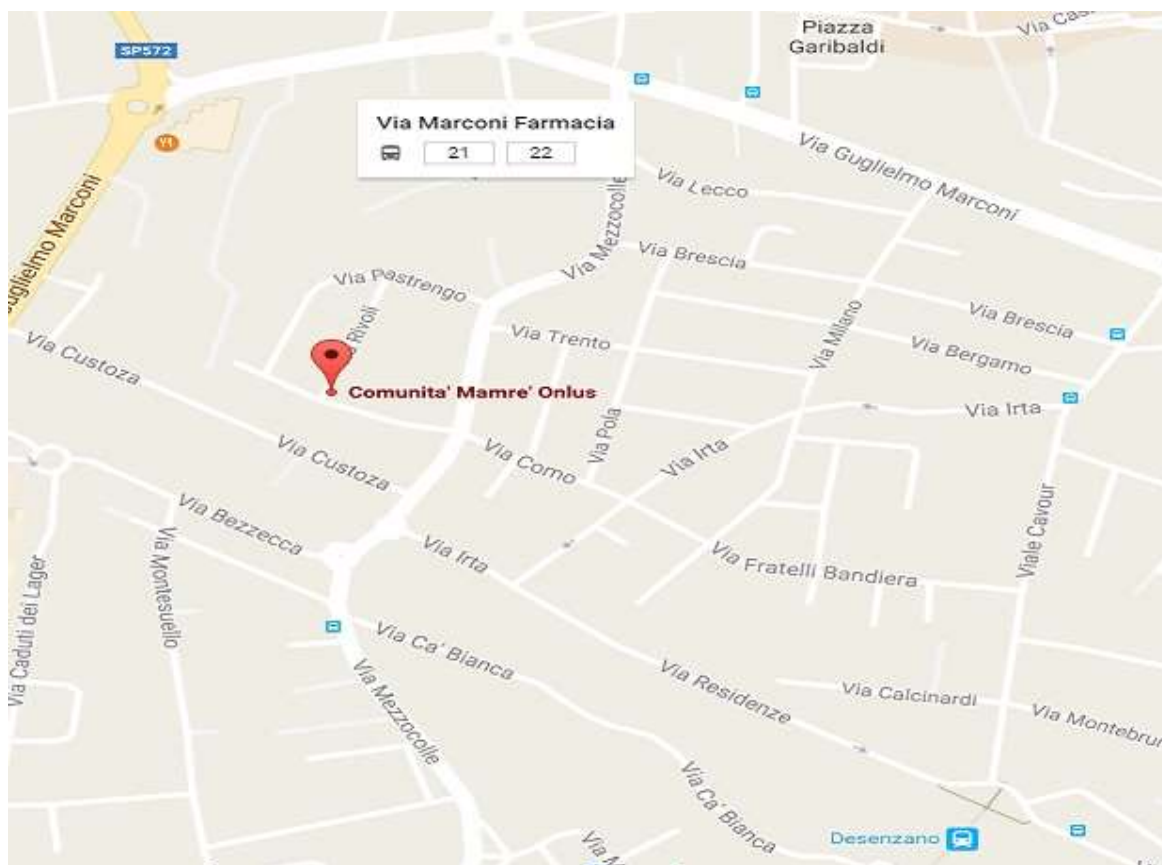 Piazza
Garibaldi
SP572
Via Marconi Farmacia
21 22
Via Guglielmo Marconi
Guglielmo Marconi
Via Lecco
Via Mezzocolle
Via Brescia
Via Pastrengo
Rivoli
Via Trento
Via Milano
Via Brescia
Via Bergamo
Via Custoza
Comunita' Mamre' Onlus
Via Irta
Via Pola
Via Irta
Via Como
Via Custoza
Via Bezzecca
Via Irta
Via Montesuello
Via Fratelli Bandiera
Viale Cavour
Via Caduti dei Lager
Via Ca' Bianca
Via Residenze
Via Mezzocolle
Via Calcinardi
Via Montebrun
Via Ca' Bianca
Desenzano